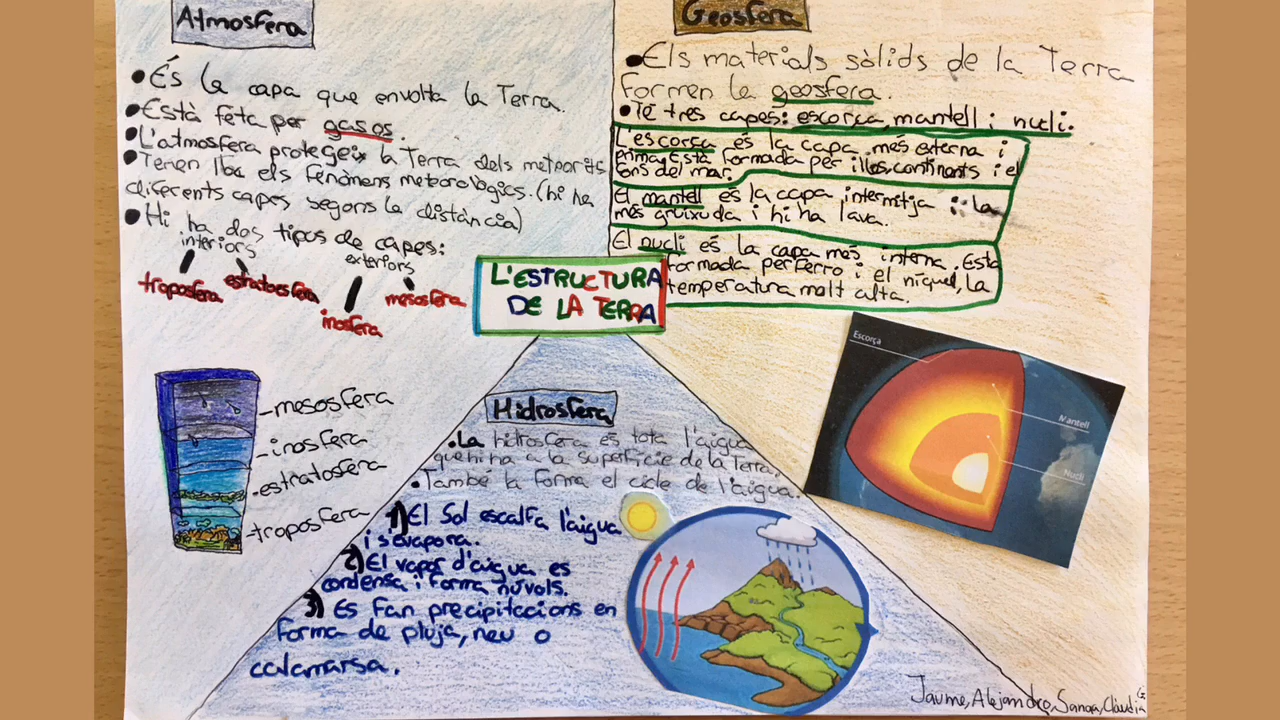 Atmosfera
•És la capa que envolta la Terra.
•Està feta per gasos.
•L'atmosfera protegeix la Terra dels meteorits
•Tenen lloc els fenòmens meteorològics. (hi ha
diferents capes segons la distància)
•Hi ha dos tipos de capes:
interiors
exteriors
troposfera
estratoesfera
inosfera
mesosfera
-mesosfera
-inosfera
-estratosfera
-troposfera
L'ESTRUCTURA
DE LA TERRA
Geosfera
•Els materials sòlids de la Terra
formen la geosfera.
•Té tres capes: escorça, mantell i nucli.
L'escorça és la capa més externa i
prima, està formada per illes, continents i el
fons del mar.
El mantell és la capa intermitja i la
més gruixuda i hi ha lava.
El nucli és la capa més interna. Està
formada per ferro i el níquel, la
temperatura molt alta.
Escorça
Mantell
Nucli
Hidrosfera
•La hidrosfera es tota l'aigua
que hi ha a la superfície de la Terra,
•També la forma el cicle de l'aigua.
1) El Sol escalfa l'aigua
i s'evapora.
2) El vapor d'aigua es
condensa i forma núvols.
3) Es fan precipitacions en
forma de pluja, neu o
calamarsa.
Jaume, Alejandro, Sanaa, Clàudia G